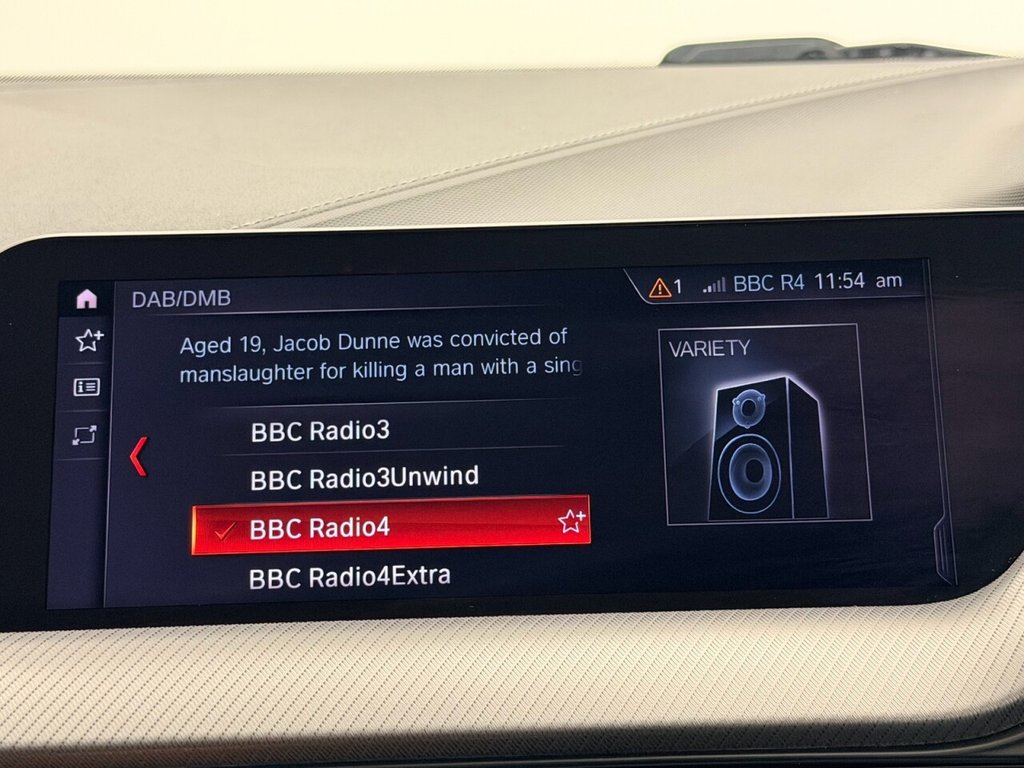 DAB/DMB
1 BBC R4 11:54 am
Aged 19, Jacob Dunne was convicted of
manslaughter for killing a man with a sing
VARIETY
BBC Radio3
BBC Radio3Unwind
BBC Radio4
BBC Radio4Extra